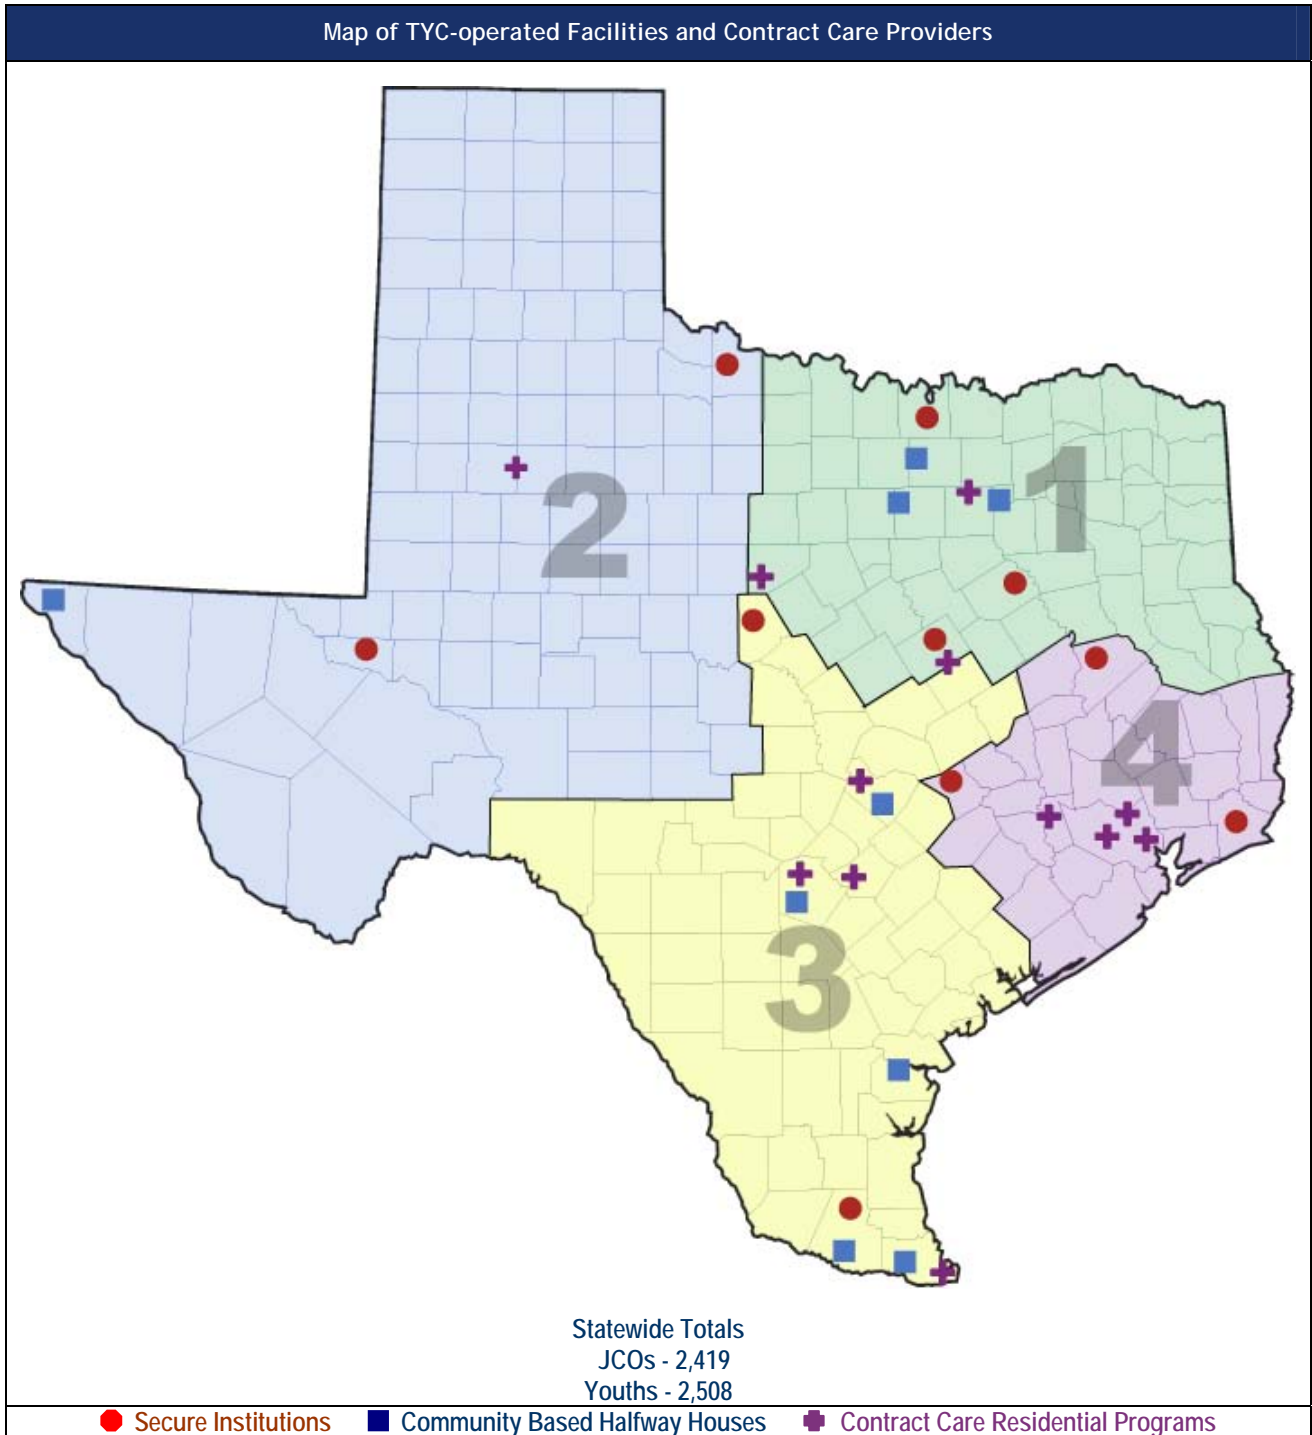 Map of TYC-operated Facilities and Contract Care Providers
1
2
4
3
Statewide Totals
JCOs - 2,419
Youths - 2,508
Secure Institutions Community Based Halfway Houses Contract Care Residential Programs